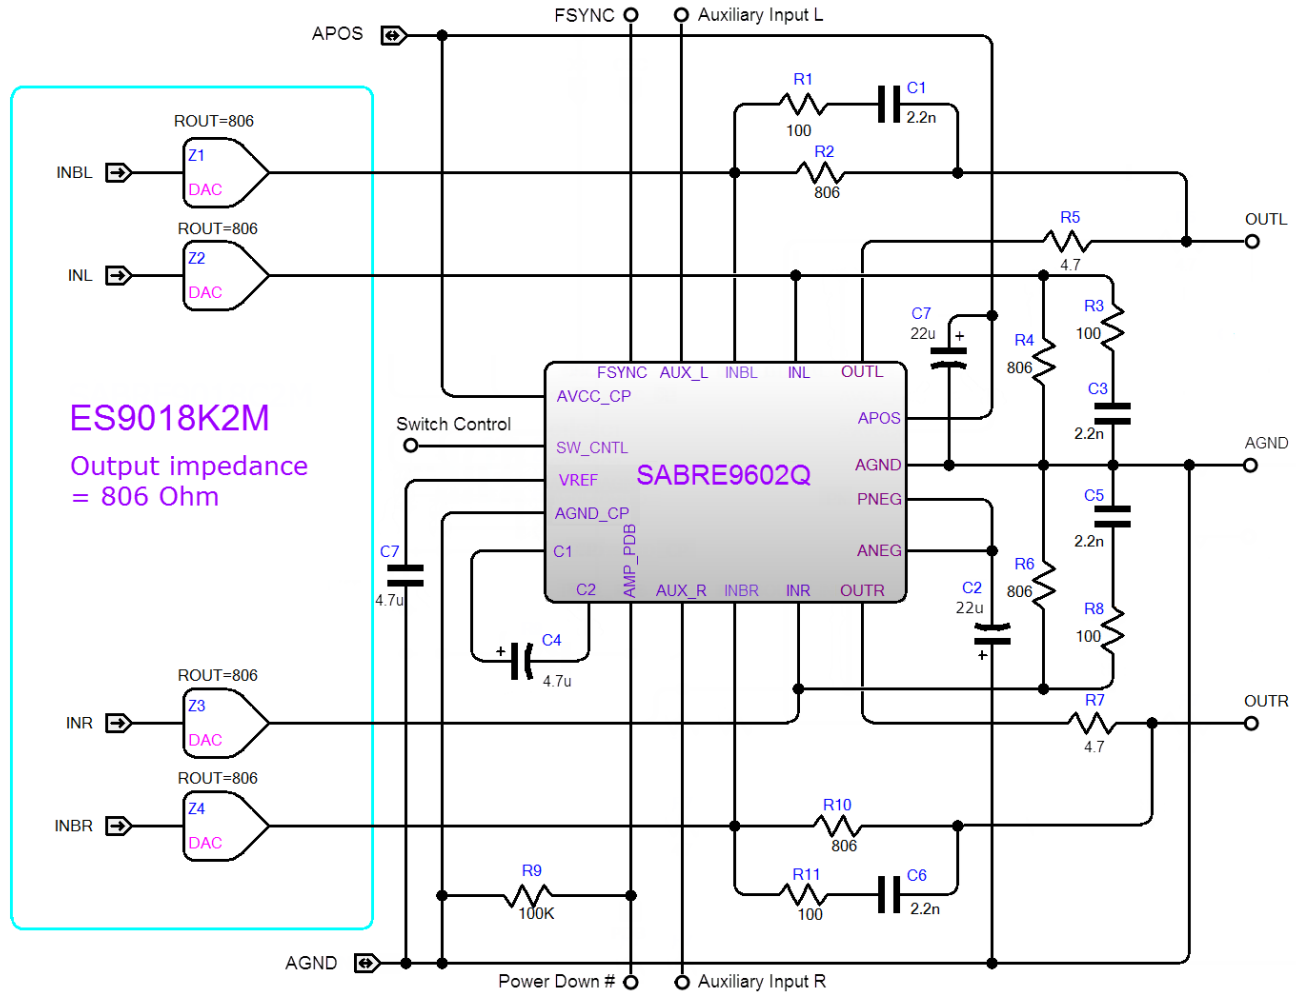 FSYNC
Auxiliary Input L
APOS
R1
C1
100
2.2n
ROUT=806
INBL
Z1
DAC
R2
806
ROUT=806
R5
4.7
OUTL
INL
Z2
DAC
C7
22u
+
R3
100
R4
806
FSYNC
AUX_L
INBL
INL
OUTL
AVCC_CP
APOS
C3
2.2n
ES9018K2M
Output impedance
= 806 Ohm
Switch Control
SW_CNTL
VREF
AGND_CP
C1
C2
AMP_PDB
SABRE9602Q
AGND
PNEG
ANEG
AGND
C5
2.2n
C7
4.7u
AUX_R
INBR
INR
OUTR
C2
22u
+
R6
806
R8
100
+
C4
4.7u
ROUT=806
INR
Z3
DAC
R7
4.7
OUTR
ROUT=806
INBR
Z4
DAC
R10
806
R9
100K
R11
100
C6
2.2n
AGND
Power Down #
Auxiliary Input R